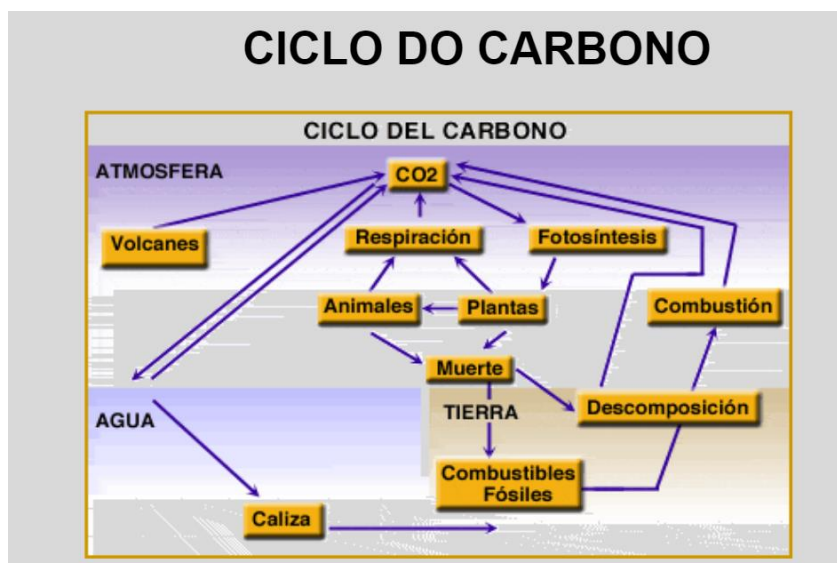 CICLO DO CARBONO
CICLO DEL CARBONO
ATMOSFERA
CO2
Volcanes
Respiración
Fotosíntesis
Animales
Plantas
Combustión
Muerte
AGUA
TIERRA
Descomposición
Combustibles
Fósiles
Caliza